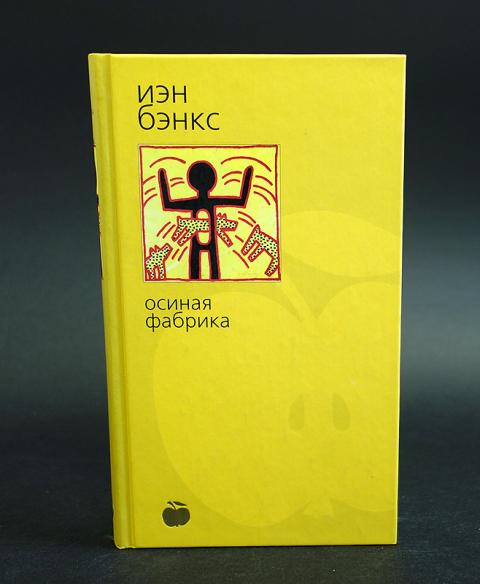 иэн
бэнкс
осиная
фабрика